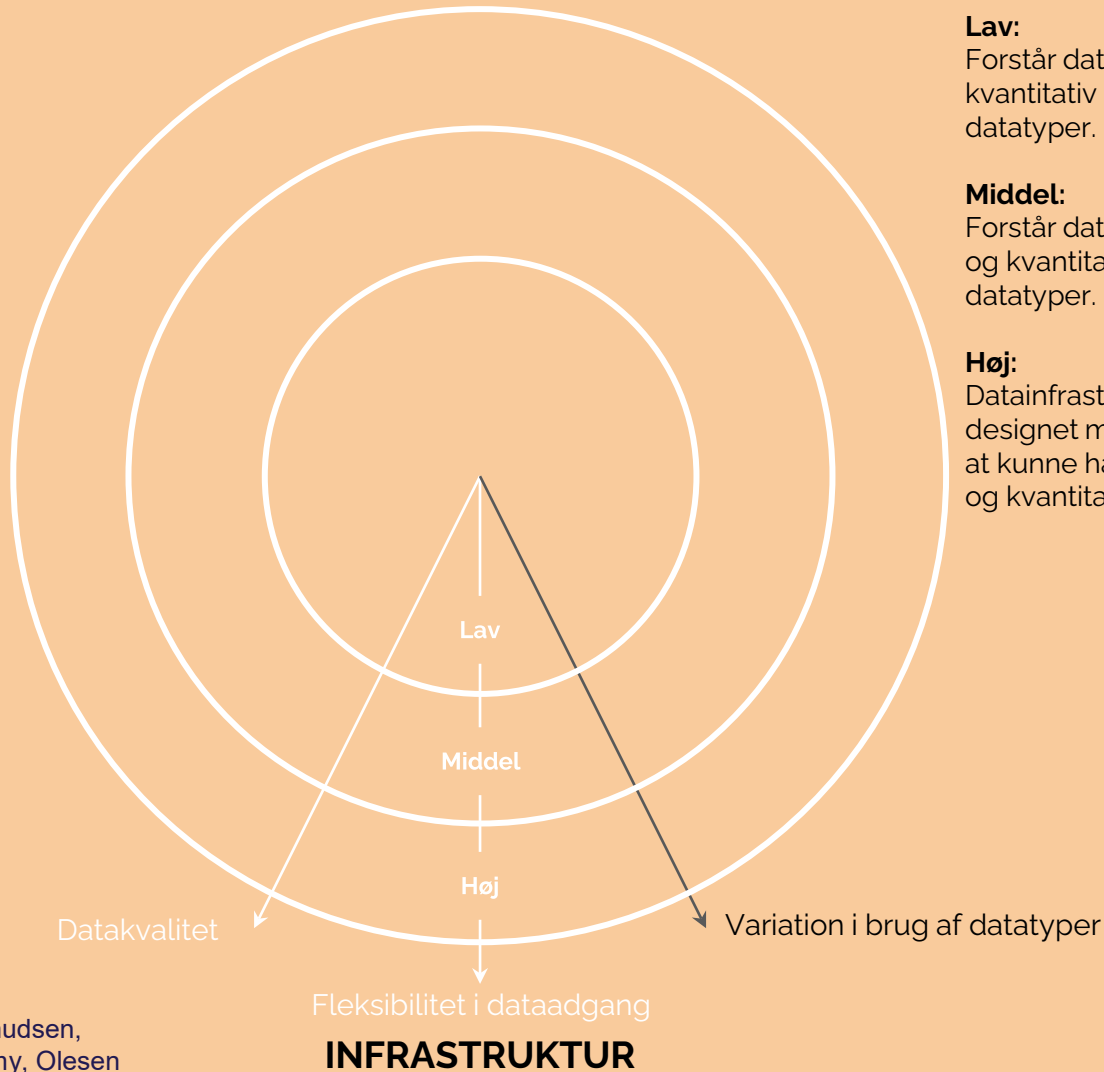 Lav:
Forstår dat
kvantitativ
datatyper.
Middel:
Forstår dat
og kvantita
datatyper.
Høj:
Datainfrast
designet m
at kunne ha
og kvantita
Lav
Middel
Høj
Datakvalitet
Variation i brug af datatyper
Fleksibilitet i dataadgang
INFRASTRUKTUR
udsen,
ny, Olesen